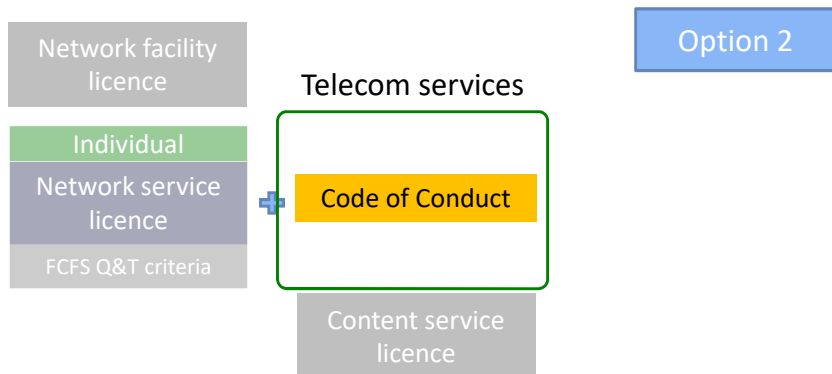 Option 2
Network facility
licence
Telecom services
Individual
Network service
licence
Code of Conduct
FCFS Q&T criteria
Content service
licence